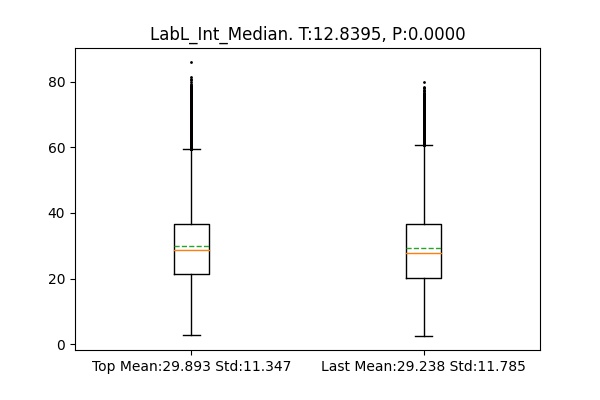 LabL_Int_Median. T:12.8395, P:0.0000
80
60
40
20
0
Top Mean:29.893 Std:11.347 Last Mean:29.238 Std:11.785